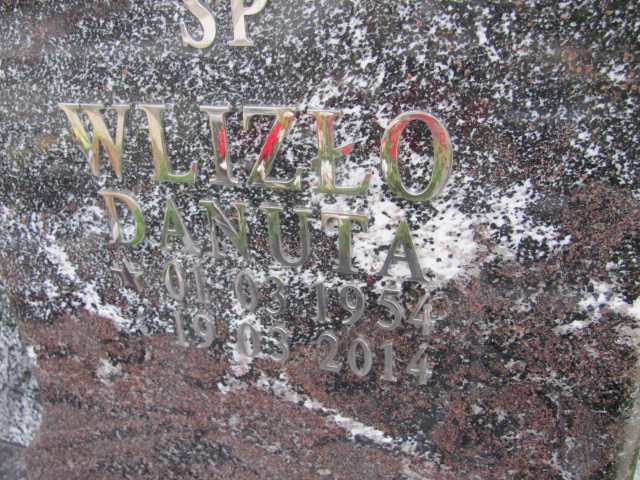 SP
WLIZŁO
DANUTA
* 01 03 1954
19 03 2014